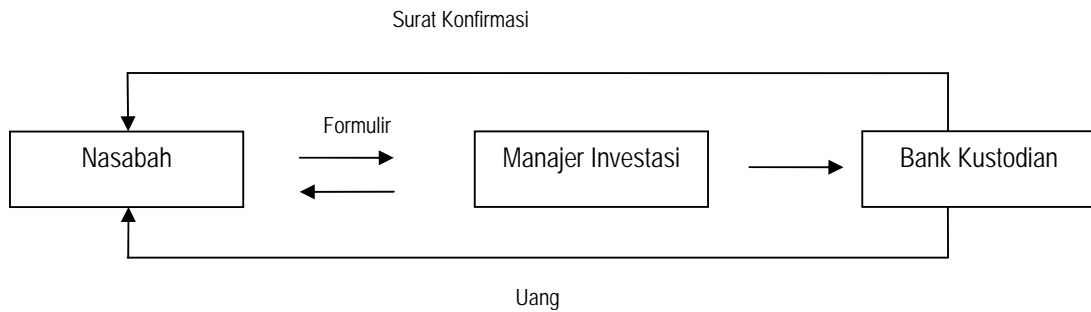 Surat Konfirmasi
Formulir
Nasabah
Manajer Investasi
Bank Kustodian
Uang